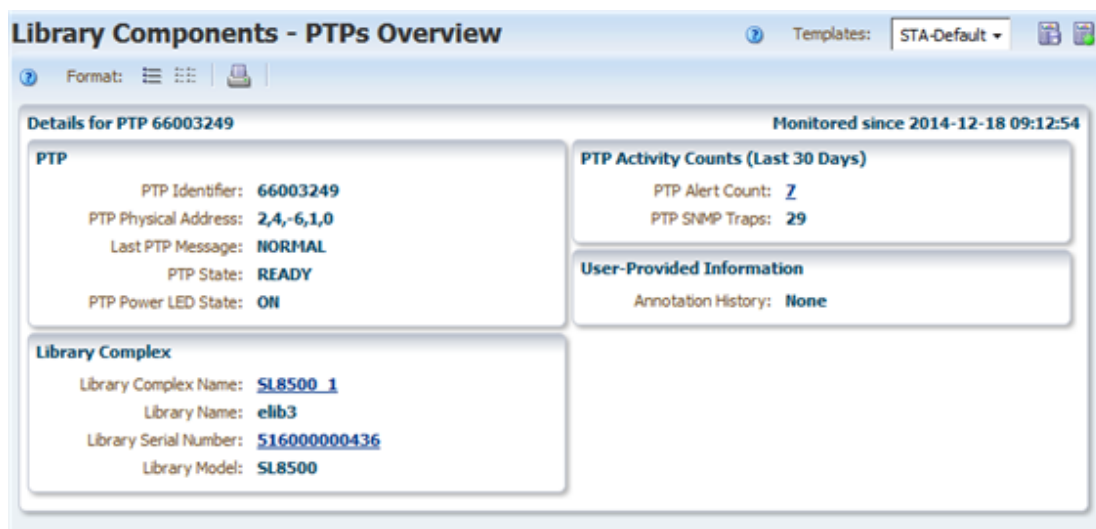 Library Components - PTPs Overview
Templates: STA-Default
Format:
Details for PTP 66003249
Monitored since 2014-12-18 09:12:54
PTP
PTP Identifier: 66003249
PTP Physical Address: 2,4,-6,1,0
Last PTP Message: NORMAL
PTP State: READY
PTP Power LED State: ON
PTP Activity Counts (Last 30 Days)
PTP Alert Count: 7
PTP SNMP Traps: 29
User-Provided Information
Annotation History: None
Library Complex
Library Complex Name: SL8500_1
Library Name: elib3
Library Serial Number: 516000000436
Library Model: SL8500